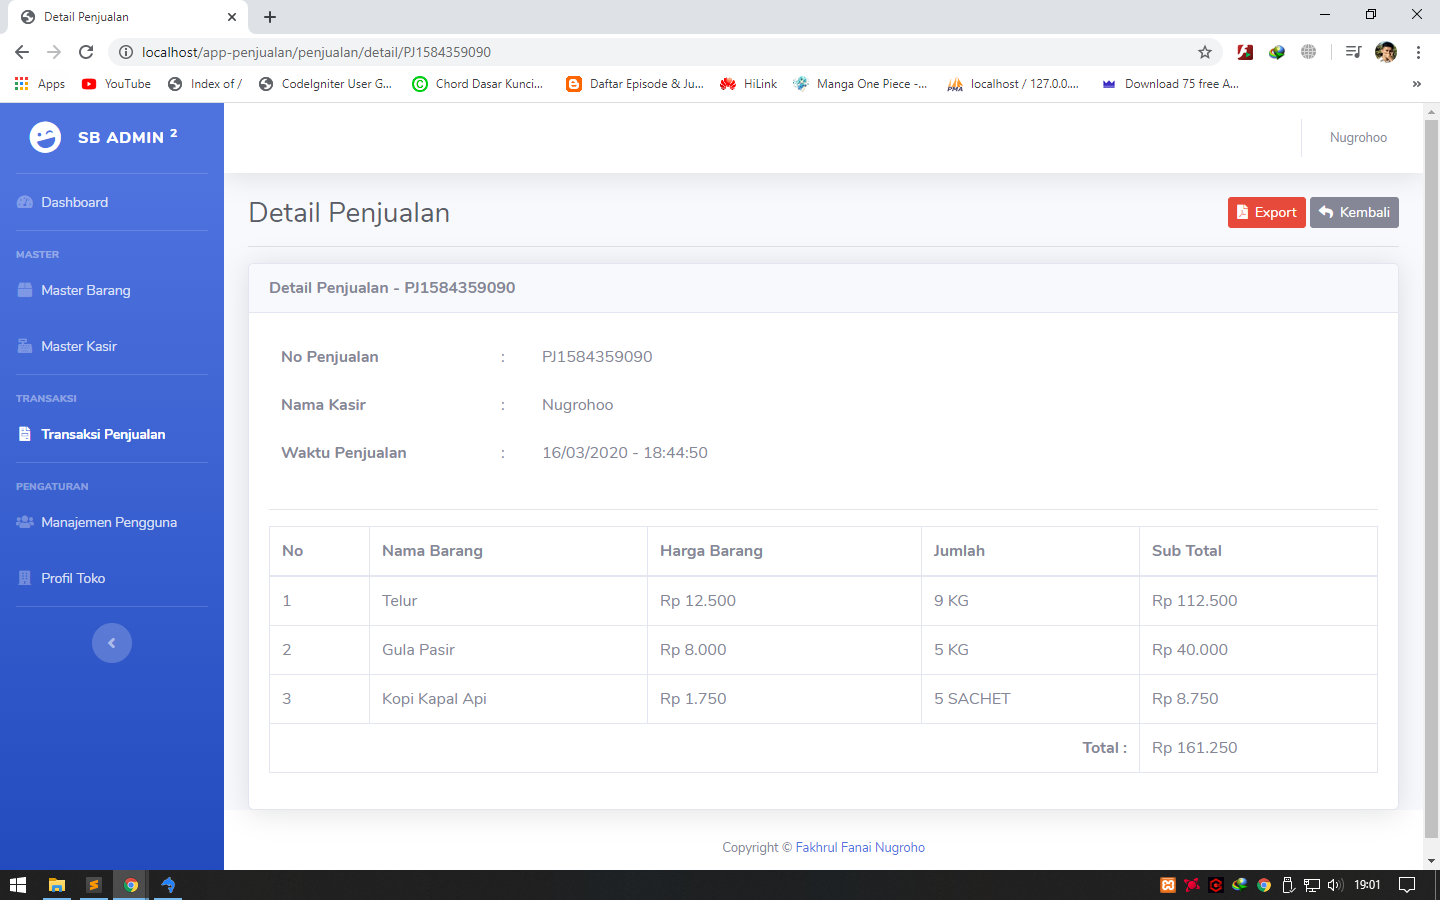 Detail Penjualan
localhost/app-penjualan/penjualan/detail/PJ1584359090
Apps YouTube Index of / CodeIgniter User G... Chord Dasar Kunci... Daftar Episode & Ju... HiLink Manga One Piece -... localhost / 127.0.0.... Download 75 free A... »
SB ADMIN 2
Nugrohoo
Dashboard
MASTER
Master Barang
Master Kasir
TRANSAKSI
Transaksi Penjualan
PENGATURAN
Manajemen Pengguna
Profil Toko
Detail Penjualan
Export Kembali
Detail Penjualan - PJ1584359090
No Penjualan : PJ1584359090
Nama Kasir : Nugrohoo
Waktu Penjualan : 16/03/2020 - 18:44:50
No Nama Barang Harga Barang Jumlah Sub Total
1 Telur Rp 12.500 9 KG Rp 112.500
2 Gula Pasir Rp 8.000 5 KG Rp 40.000
3 Kopi Kapal Api Rp 1.750 5 SACHET Rp 8.750
Total : Rp 161.250
Copyright © Fakhrul Fanai Nugroho
19:01